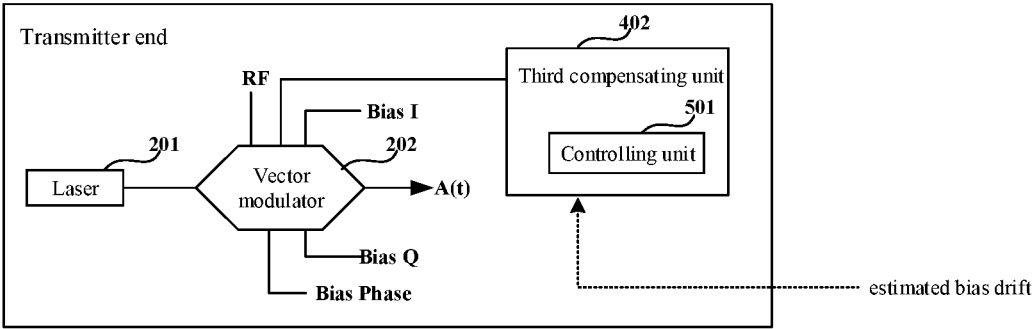 Transmitter end
402
RF
Third compensating unit
Bias I
501
201
202
Controlling unit
Laser
Vector
modulator
A(t)
Bias Q
Bias Phase
estimated bias drift